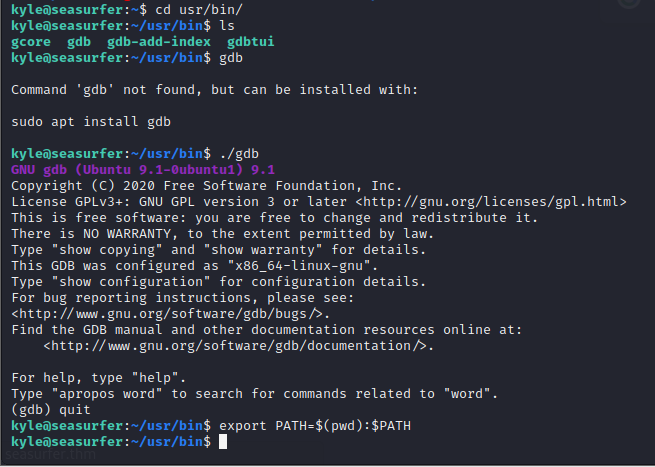 kyle@seasurfer:~$ cd usr/bin/
kyle@seasurfer:~/usr/bin$ ls
gcore  gdb  gdb-add-index  gdbtui
kyle@seasurfer:~/usr/bin$ gdb

Command 'gdb' not found, but can be installed with:

sudo apt install gdb

kyle@seasurfer:~/usr/bin$ ./gdb
GNU gdb (Ubuntu 9.1-0ubuntu1) 9.1
Copyright (C) 2020 Free Software Foundation, Inc.
License GPLv3+: GNU GPL version 3 or later <http://gnu.org/licenses/gpl.html>
This is free software: you are free to change and redistribute it.
There is NO WARRANTY, to the extent permitted by law.
Type "show copying" and "show warranty" for details.
This GDB was configured as "x86_64-linux-gnu".
Type "show configuration" for configuration details.
For bug reporting instructions, please see:
<http://www.gnu.org/software/gdb/bugs/>.
Find the GDB manual and other documentation resources online at:
    <http://www.gnu.org/software/gdb/documentation/>.

For help, type "help".
Type "apropos word" to search for commands related to "word".
(gdb) quit
kyle@seasurfer:~/usr/bin$ export PATH=$(pwd):$PATH
kyle@seasurfer:~/usr/bin$
seasurfer.thm